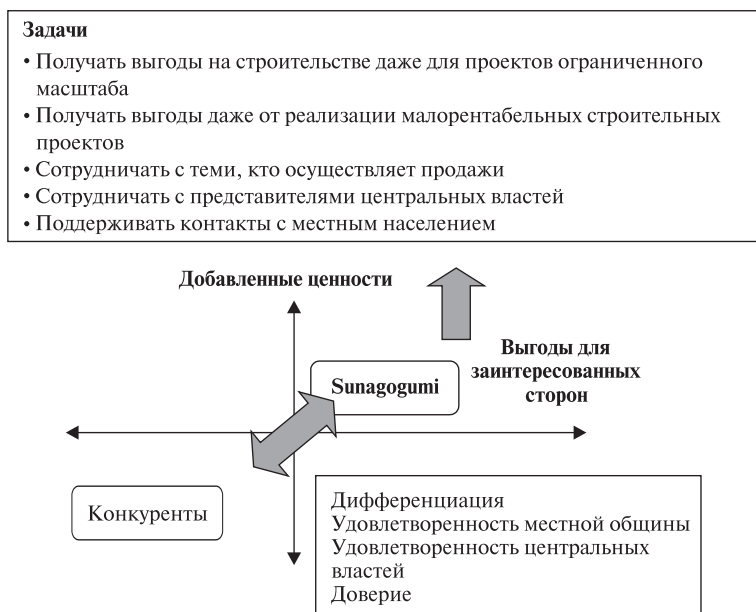 Задачи
• Получать выгоды на строительстве даже для проектов ограниченного
масштаба
• Получать выгоды даже от реализации малорентабельных строительных
проектов
• Сотрудничать с теми, кто осуществляет продажи
• Сотрудничать с представителями центральных властей
• Поддерживать контакты с местным населением
Добавленные ценности
Выгоды для
заинтересованных
сторон
Sunagogumi
Конкуренты
Дифференциация
Удовлетворенность местной общины
Удовлетворенность центральных
властей
Доверие